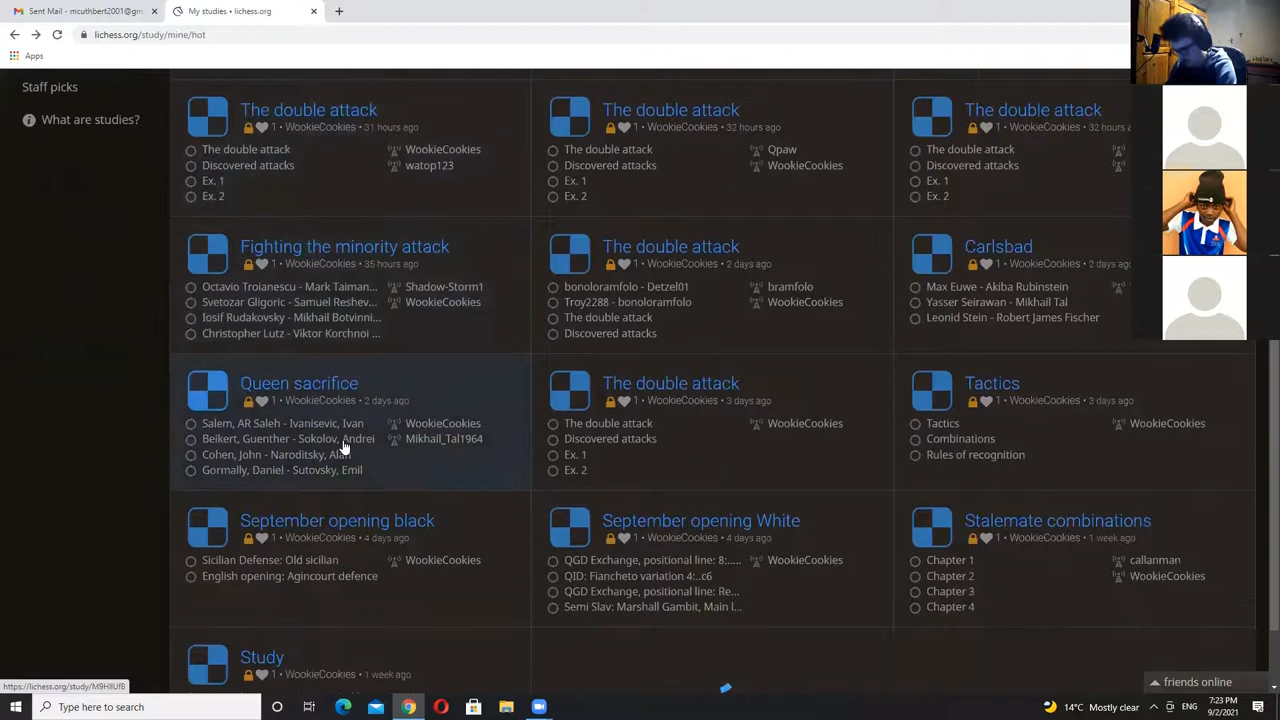 Sent Mail - mcuthbert2001@gm
My studies • lichess.org
lichess.org/study/mine/hot
Apps
Staff picks
What are studies?
The double attack
1 • WookieCookies • 31 hours ago
The double attack
WookieCookies
Discovered attacks
watop123
Ex. 1
Ex. 2
The double attack
1 • WookieCookies • 32 hours ago
The double attack
Qpaw
Discovered attacks
WookieCookies
Ex. 1
Ex. 2
The double attack
1 • WookieCookies • 32 hours a
The double attack
Discovered attacks
Ex. 1
Ex. 2
Fighting the minority attack
1 • WookieCookies • 35 hours ago
Octavio Troianescu - Mark Taiman...
Shadow-Storm1
Svetozar Gligoric - Samuel Reshev...
WookieCookies
Iosif Rudakovsky - Mikhail Botvinni...
Christopher Lutz - Viktor Korchnoi ...
The double attack
1 • WookieCookies • 2 days ago
bonoloramfolo - Detzel01
bramfolo
Troy2288 - bonoloramfolo
WookieCookies
The double attack
Discovered attacks
Carlsbad
1 • WookieCookies • 2 days a
Max Euwe - Akiba Rubinstein
Yasser Seirawan - Mikhail Tal
Leonid Stein - Robert James Fischer
Queen sacrifice
1 • WookieCookies • 2 days ago
Salem, AR Saleh - Ivanisevic, Ivan
WookieCookies
Beikert, Guenther - Sokolov, Andrei
Mikhail_Tal1964
Cohen, John - Naroditsky, Alan
Gormally, Daniel - Sutovsky, Emil
The double attack
1 • WookieCookies • 3 days ago
The double attack
WookieCookies
Discovered attacks
Ex. 1
Ex. 2
Tactics
1 • WookieCookies • 3 days ago
Tactics
WookieCookies
Combinations
Rules of recognition
September opening black
1 • WookieCookies • 4 days ago
Sicilian Defense: Old sicilian
WookieCookies
English opening: Agincourt defence
September opening White
1 • WookieCookies • 4 days ago
QGD Exchange, positional line: 8:.....
WookieCookies
QID: Fiancheto variation 4:..c6
QGD Exchange, positional line: Re...
Semi Slav: Marshall Gambit, Main l...
Stalemate combinations
1 • WookieCookies • 1 week ago
Chapter 1
callanman
Chapter 2
WookieCookies
Chapter 3
Chapter 4
Study
1 • WookieCookies • 1 week ago
friends online
Type here to search
14°C Mostly clear
ENG
7:23 PM
9/2/2021